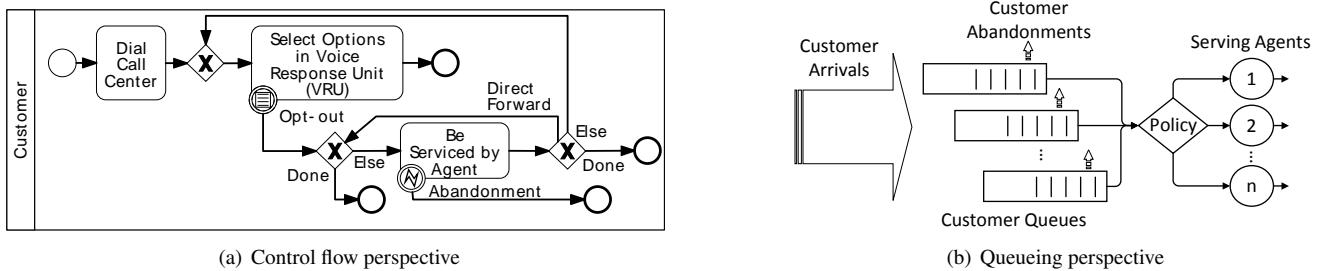 Customer
Dial
Call
Center
X
Select Options
in Voice
Response Unit
(VRU)
Opt-out
Direct
Forward
X
Else
Done
Be
Serviced by
Agent
Abandonment
X
Else
Done
(a) Control flow perspective
Customer
Arrivals
Customer
Abandonments
...
Customer Queues
Policy
Serving Agents
1
2
...
n
(b) Queueing perspective